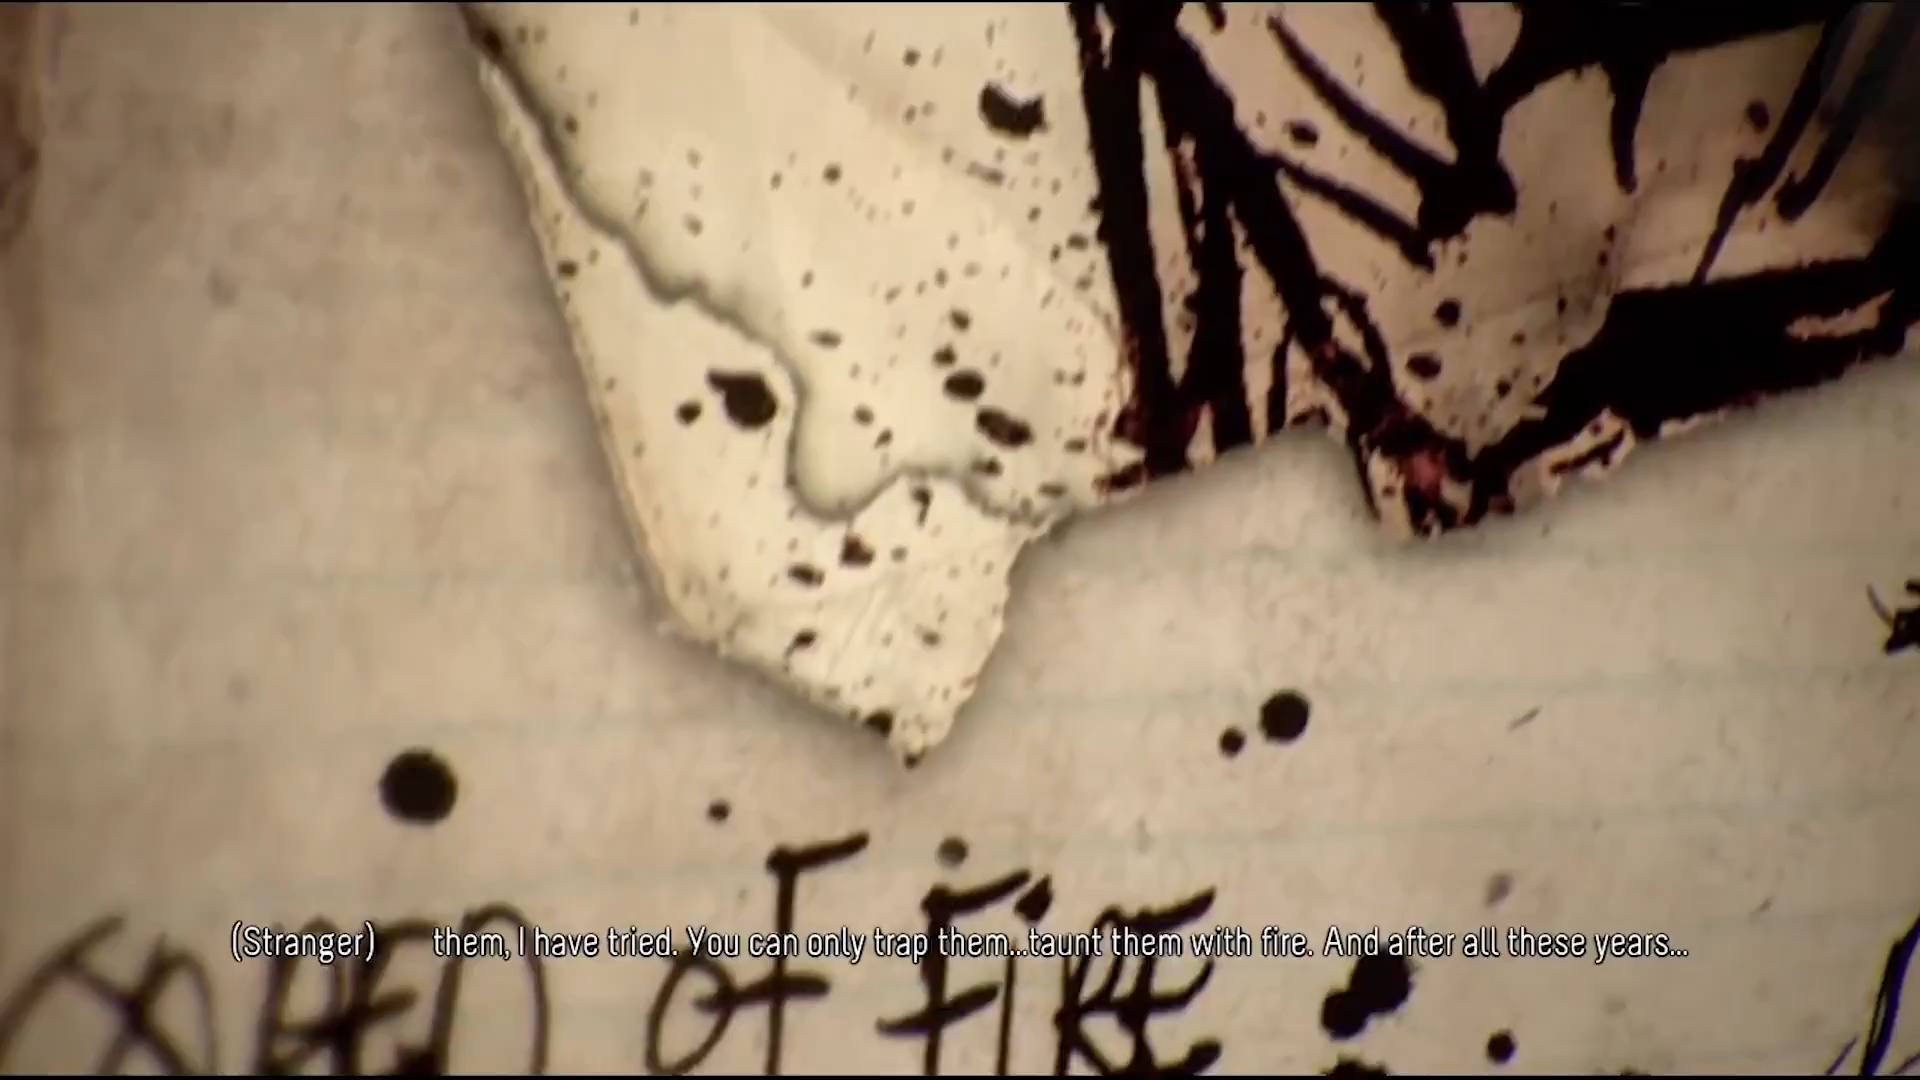 OF FIRE
(Stranger) them, I have tried. You can only trap them...taunt them with fire. And after all these years...